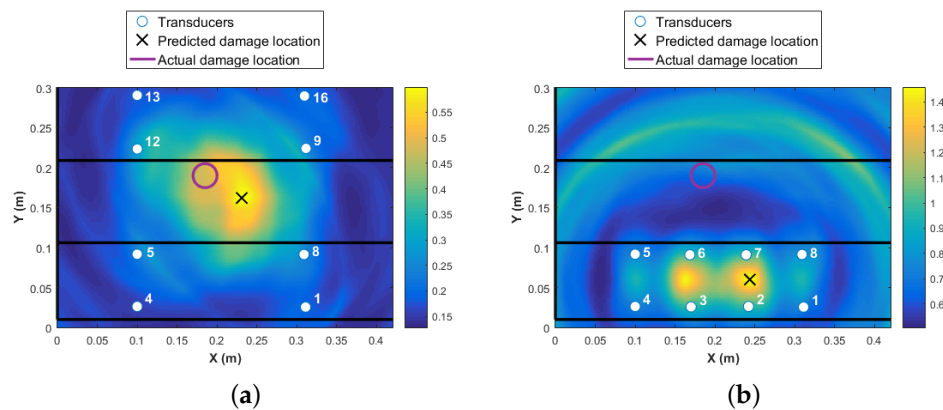 Transducers
Predicted damage location
Actual damage location
0.3
0.25
0.2
0.15
0.1
0.05
0
Y (m)
13
16
12
9
5
8
4
1
0 0.05 0.1 0.15 0.2 0.25 0.3 0.35 0.4
X (m)
0.55
0.5
0.45
0.4
0.35
0.3
0.25
0.2
0.15
(a)
Transducers
Predicted damage location
Actual damage location
0.3
0.25
0.2
0.15
0.1
0.05
0
Y (m)
5 6 7 8
4 3 2 1
0 0.05 0.1 0.15 0.2 0.25 0.3 0.35 0.4
X (m)
1.4
1.3
1.2
1.1
1
0.9
0.8
0.7
0.6
(b)